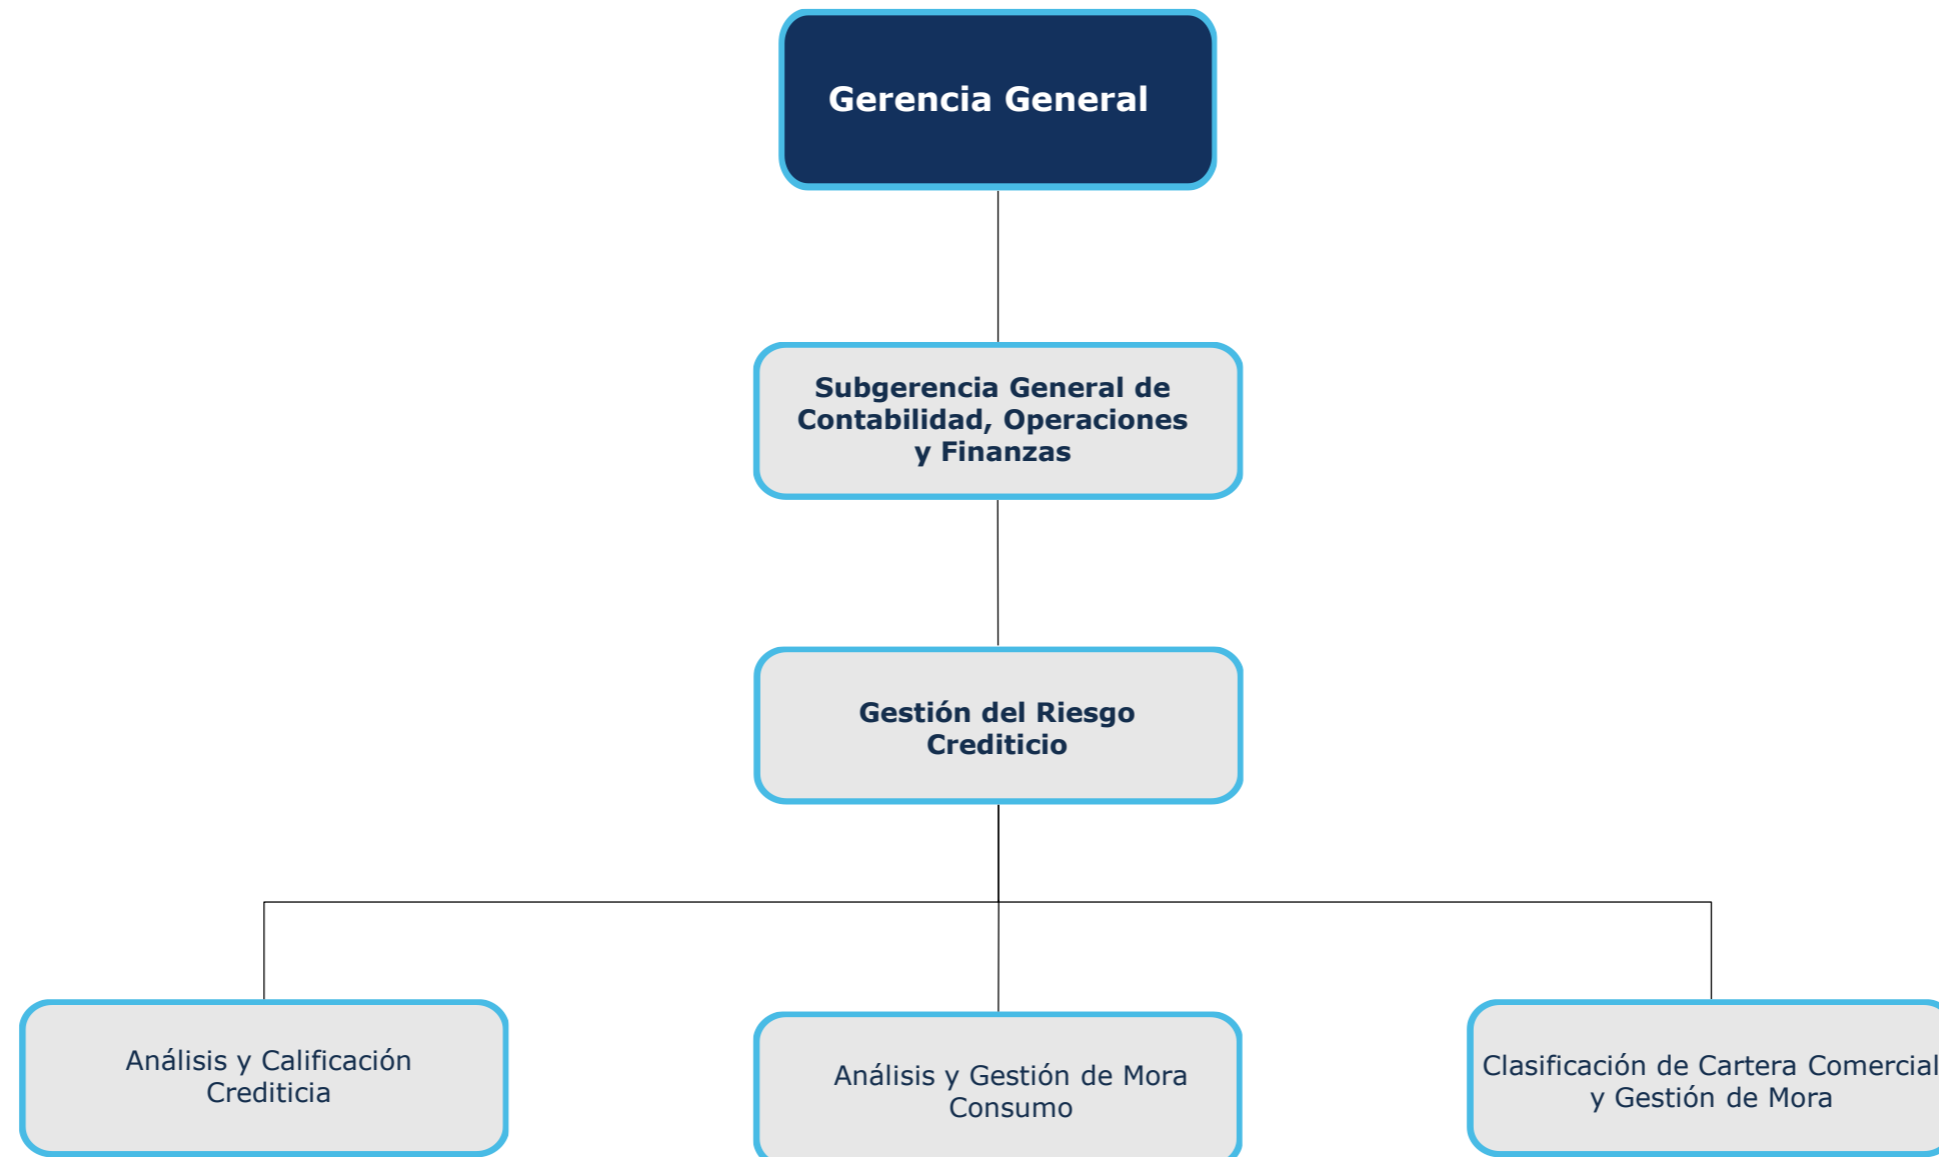 Gerencia General
Subgerencia General de
Contabilidad, Operaciones
y Finanzas
Gestión del Riesgo
Crediticio
Análisis y Calificación
Crediticia
Análisis y Gestión de Mora
Consumo
Clasificación de Cartera Comercial
y Gestión de Mora